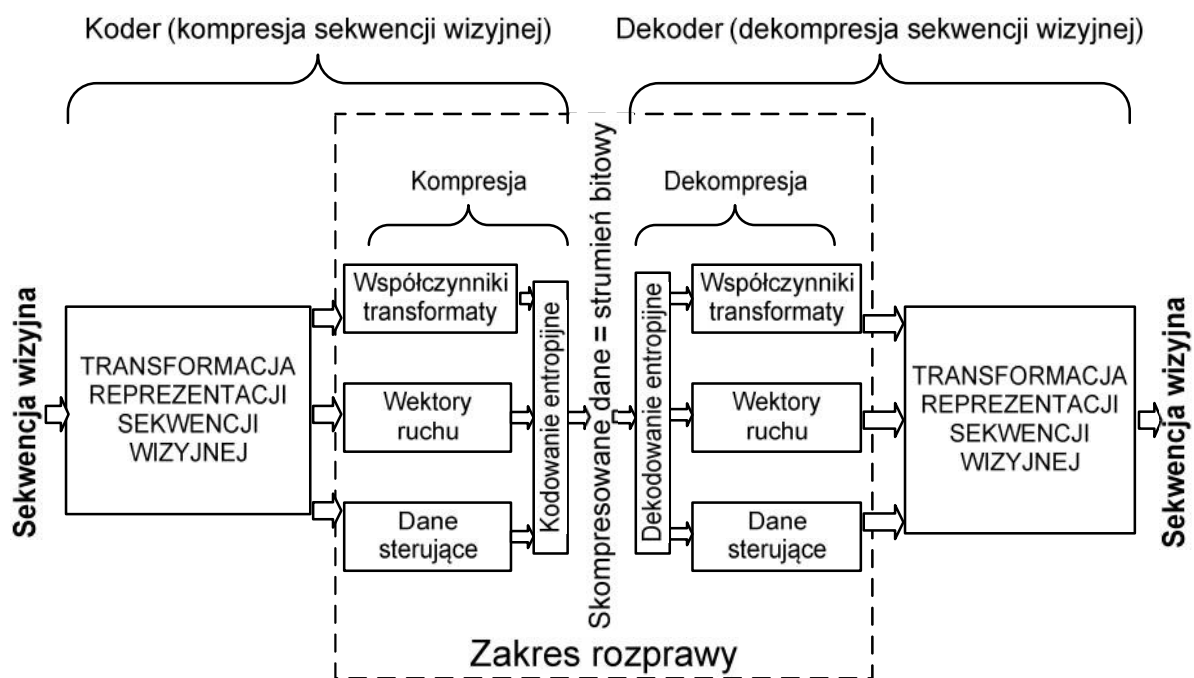 Koder (kompresja sekwencji wizyjnej)
Dekoder (dekompresja sekwencji wizyjnej)
Kompresja
Dekompresja
Sekwencja wizyjna
TRANSFORMACJA
REPREZENTACJI
SEKWENCJI
WIZYJNEJ
Współczynniki
transformaty
Wektory
ruchu
Dane
sterujące
Kodowanie entropijne
Skompresowane dane = strumień bitowy
Dekodowanie entropijne
Współczynniki
transformaty
Wektory
ruchu
Dane
sterujące
TRANSFORMACJA
REPREZENTACJI
SEKWENCJI
WIZYJNEJ
Sekwencja wizyjna
Zakres rozprawy